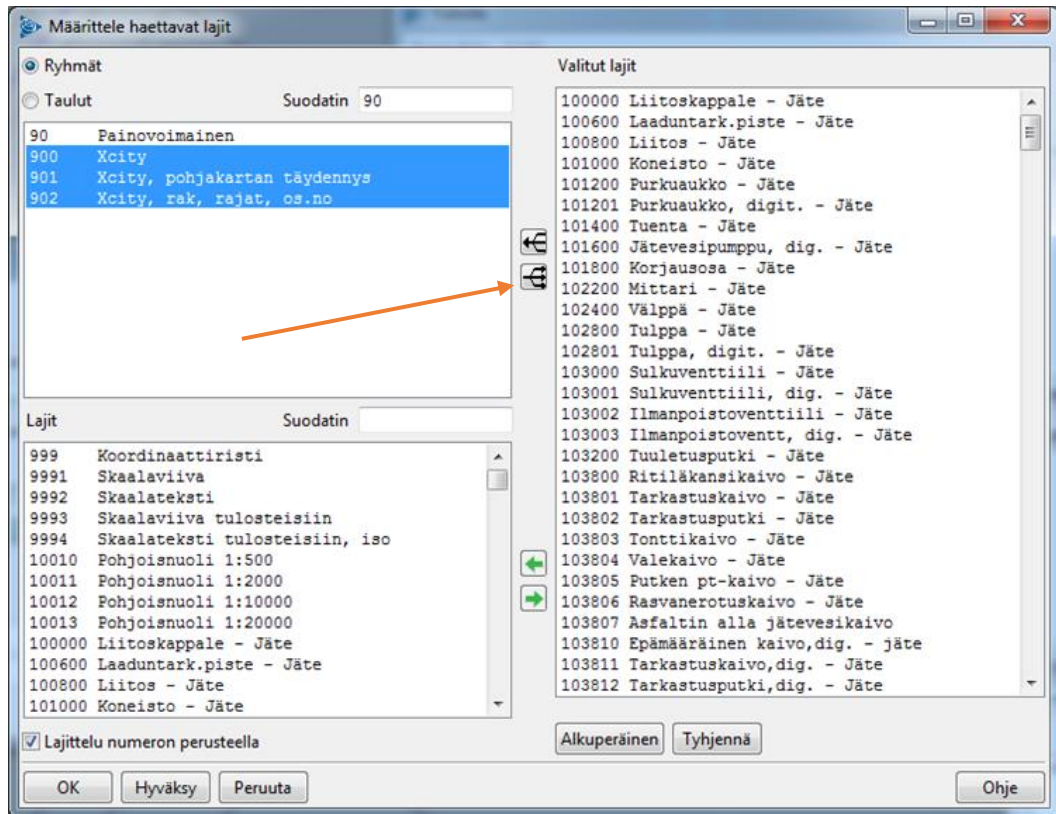 Määrittele haettavat lajit
Ryhmät
Taulut
Suodatin 90
90 Painovoimainen
900 Xcity
901 Xcity, pohjakartan täydennys
902 Xcity, rak, rajat, os.no
Lajit
Suodatin
999 Koordinaattiristi
9991 Skaalaviiva
9992 Skaalateksti
9993 Skaalaviiva tulosteisiin
9994 Skaalateksti tulosteisiin, iso
10010 Pohjoisnuoli 1:500
10011 Pohjoisnuoli 1:2000
10012 Pohjoisnuoli 1:10000
10013 Pohjoisnuoli 1:20000
100000 Liitoskappale - Jäte
100600 Laaduntark.piste - Jäte
100800 Liitos - Jäte
101000 Koneisto - Jäte
Lajittelu numeron perusteella
Valitut lajit
100000 Liitoskappale - Jäte
100600 Laaduntark.piste - Jäte
100800 Liitos - Jäte
101000 Koneisto - Jäte
101200 Purkuaukko - Jäte
101201 Purkuaukko, digit. - Jäte
101400 Tuenta - Jäte
101600 Jätevesipumppu, dig. - Jäte
101800 Korjausosa - Jäte
102200 Mittari - Jäte
102400 Välppä - Jäte
102800 Tulppa - Jäte
102801 Tulppa, digit. - Jäte
103000 Sulkuventtiili - Jäte
103001 Sulkuventtiili, dig. - Jäte
103002 Ilmanpoistoventtiili - Jäte
103003 Ilmanpoistoventt, dig. - Jäte
103200 Tuuletusputki - Jäte
103800 Ritiläkansikaivo - Jäte
103801 Tarkastuskaivo - Jäte
103802 Tarkastusputki - Jäte
103803 Tonttikaivo - Jäte
103804 Valekaivo - Jäte
103805 Putken pt-kaivo - Jäte
103806 Rasvanerotuskaivo - Jäte
103807 Asfaltin alla jätevesikaivo
103810 Epämääräinen kaivo,dig. - jäte
103811 Tarkastuskaivo,dig. - Jäte
103812 Tarkastusputki,dig. - Jäte
Alkuperäinen Tyhjennä
OK Hyväksy Peruuta Ohje